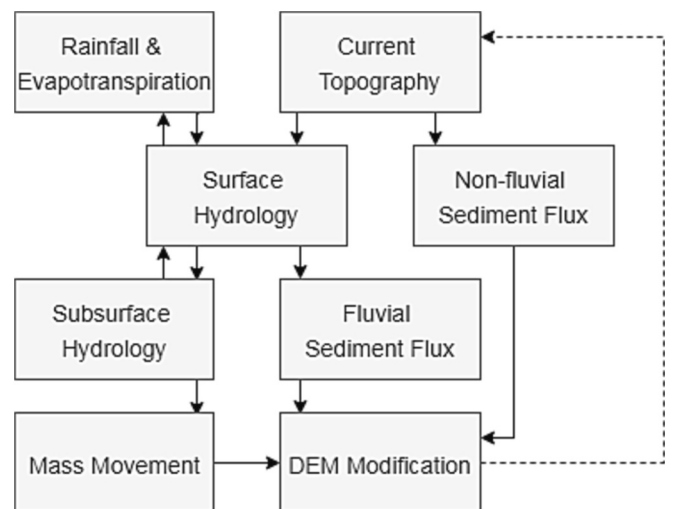 Rainfall &
Evapotranspiration
Current
Topography
Surface
Hydrology
Non-fluvial
Sediment Flux
Subsurface
Hydrology
Fluvial
Sediment Flux
Mass Movement
DEM Modification